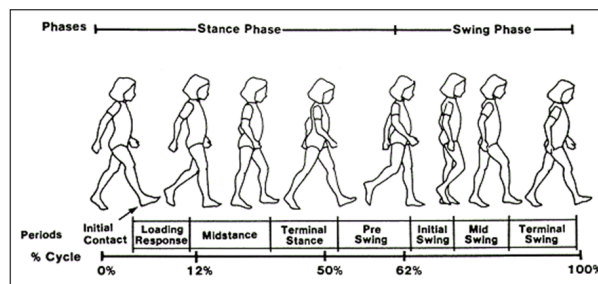 Phases Stance Phase Swing Phase
Initial Contact
Loading Response
Midstance
Terminal Stance
Pre Swing
Initial Swing
Mid Swing
Terminal Swing
Periods
% Cycle
0% 12% 50% 62% 100%